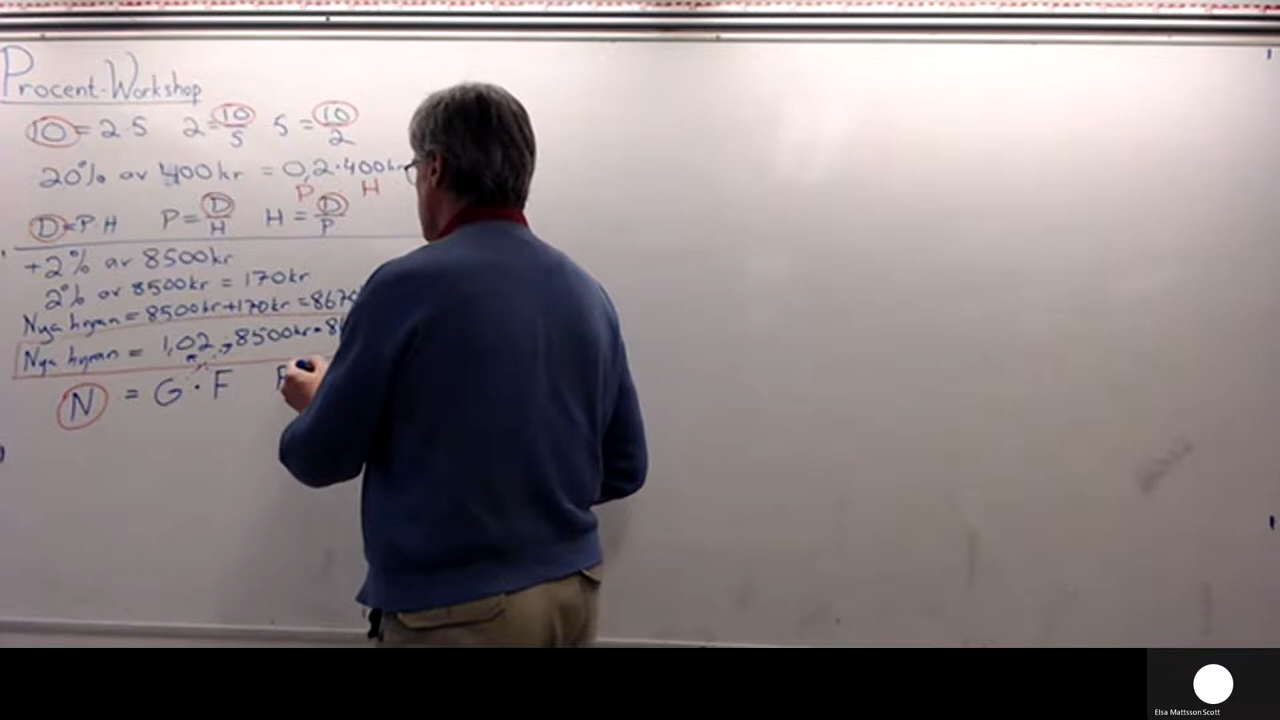 Procent-Workshop
10 = 2·5 2 = 10/5 5 = 10/2
20% av 400kr = 0,2·400kr
P H
D = P·H P = D/H H = D/P
+2% av 8500kr
2% av 8500kr = 170kr
Nya hyran = 8500kr+170kr = 8670
Nya hyran = 1,02 · 8500kr = 8
N = G · F F
Elsa Mattsson Scott